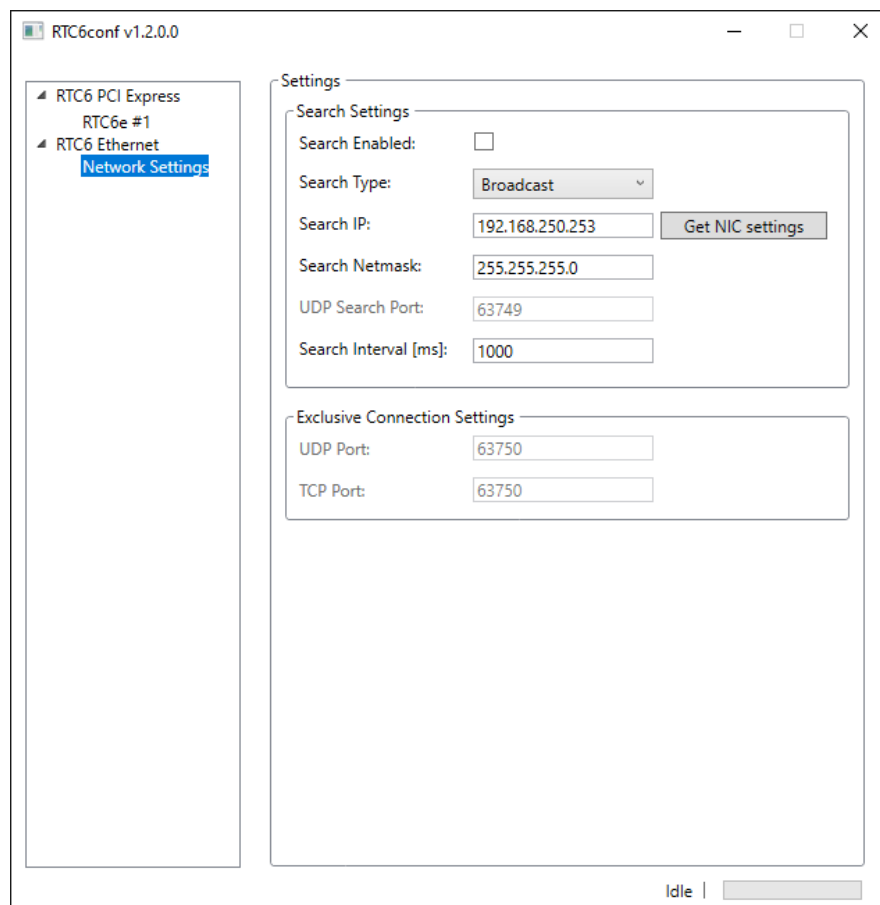 RTC6conf v1.2.0.0
RTC6 PCI Express
RTC6e #1
RTC6 Ethernet
Network Settings
Settings
Search Settings
Search Enabled:
Search Type: Broadcast
Search IP: 192.168.250.253 Get NIC settings
Search Netmask: 255.255.255.0
UDP Search Port: 63749
Search Interval [ms]: 1000
Exclusive Connection Settings
UDP Port: 63750
TCP Port: 63750
Idle